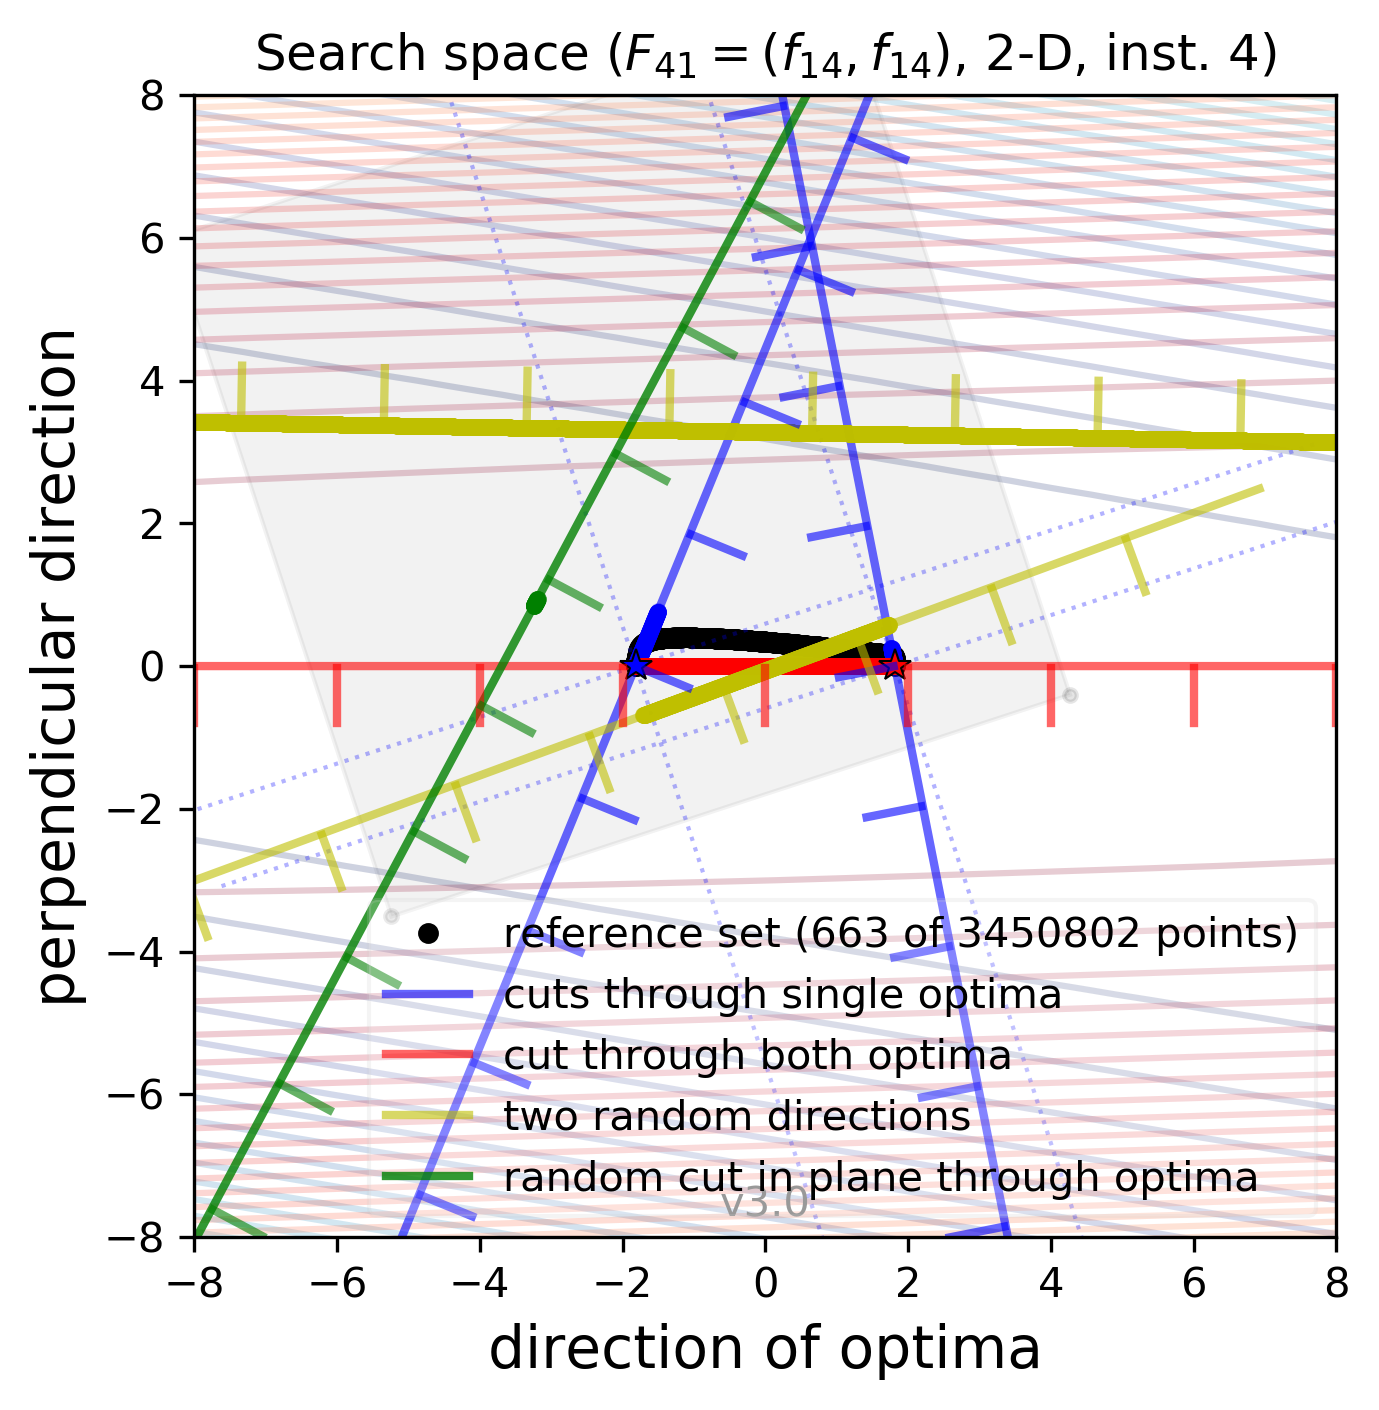 Search space (F₄₁ = (f₁₄, f₁₄), 2-D, inst. 4)
8
6
4
2
0
−2
−4
−6
−8
perpendicular direction
reference set (663 of 3450802 points)
cuts through single optima
cut through both optima
two random directions
random cut in plane through optima
v3.0
−8 −6 −4 −2 0 2 4 6 8
direction of optima